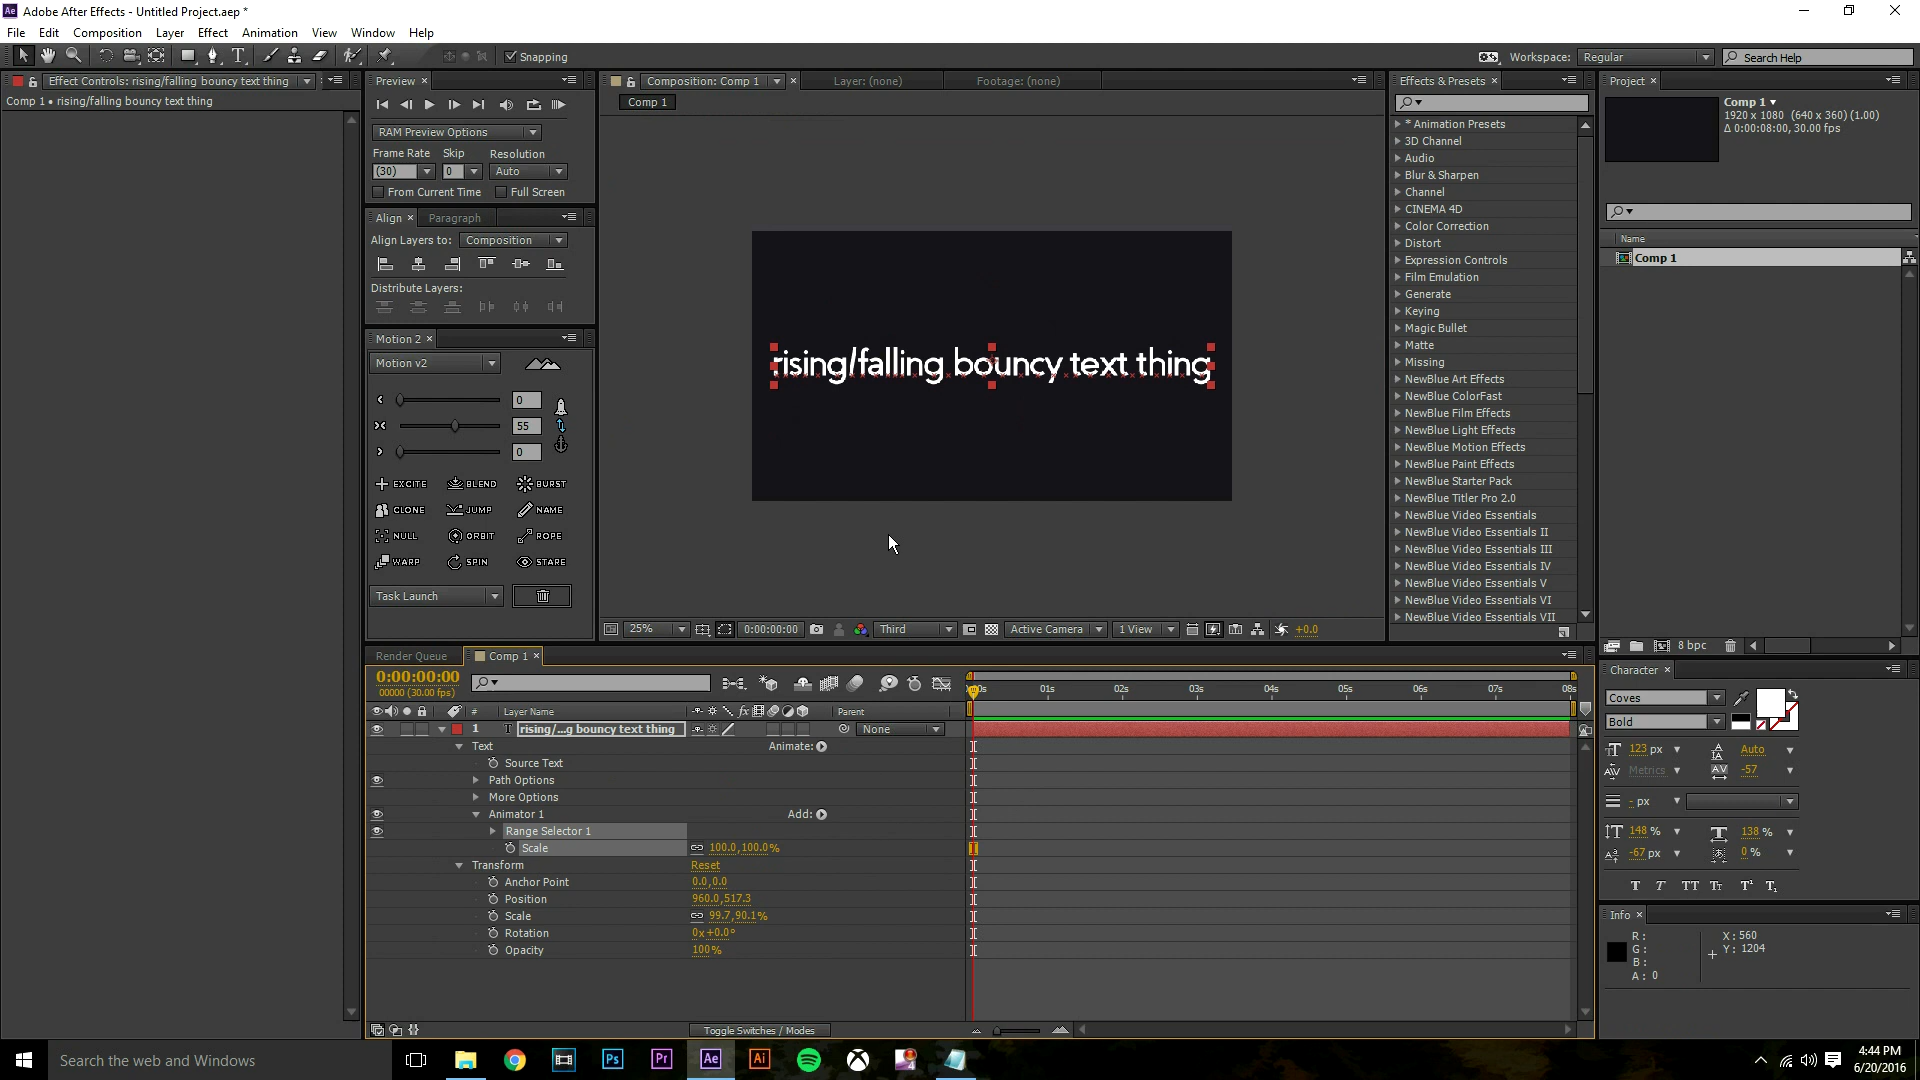 Adobe After Effects - Untitled Project.aep *
File Edit Composition Layer Effect Animation View Window Help
Snapping
Workspace: Regular
Search Help
Effect Controls: rising/falling bouncy text thing
Comp 1 • rising/falling bouncy text thing
Preview
RAM Preview Options
Frame Rate Skip Resolution
(30) 0 Auto
From Current Time Full Screen
Align Paragraph
Align Layers to: Composition
Distribute Layers:
Motion 2
Motion v2
0
55
0
EXCITE BLEND BURST
CLONE JUMP NAME
NULL ORBIT ROPE
WARP SPIN STARE
Task Launch
Composition: Comp 1 Layer: (none) Footage: (none)
Comp 1
rising/falling bouncy text thing
25% 0:00:00:00 Third Active Camera 1 View +0.0
Effects & Presets
* Animation Presets
3D Channel
Audio
Blur & Sharpen
Channel
CINEMA 4D
Color Correction
Distort
Expression Controls
Film Emulation
Generate
Keying
Magic Bullet
Matte
Missing
NewBlue Art Effects
NewBlue ColorFast
NewBlue Film Effects
NewBlue Light Effects
NewBlue Motion Effects
NewBlue Paint Effects
NewBlue Starter Pack
NewBlue Titler Pro 2.0
NewBlue Video Essentials
NewBlue Video Essentials II
NewBlue Video Essentials III
NewBlue Video Essentials IV
NewBlue Video Essentials V
NewBlue Video Essentials VI
NewBlue Video Essentials VII
Project
Comp 1
1920 x 1080 (640 x 360) (1.00)
Δ 0:00:08:00, 30.00 fps
Name
Comp 1
8 bpc
Render Queue Comp 1
0:00:00:00
00000 (30.00 fps)
01s 02s 03s 04s 05s 06s 07s 08s
# Layer Name fx Parent
1 T rising/...g bouncy text thing None
Text Animate:
Source Text
Path Options
More Options
Animator 1 Add:
Range Selector 1
Scale 100.0,100.0%
Transform Reset
Anchor Point 0.0,0.0
Position 960.0,517.3
Scale 99.7,90.1%
Rotation 0x+0.0°
Opacity 100%
Toggle Switches / Modes
Character
Coves
Bold
123 px Auto
Metrics -57
- px
148 % 138 %
-67 px 0 %
T T TT Tt T¹ T₁
Info
R: X: 560
G: Y: 1204
B:
A: 0
Search the web and Windows
Ps Pr Ae Ai
4:44 PM
6/20/2016